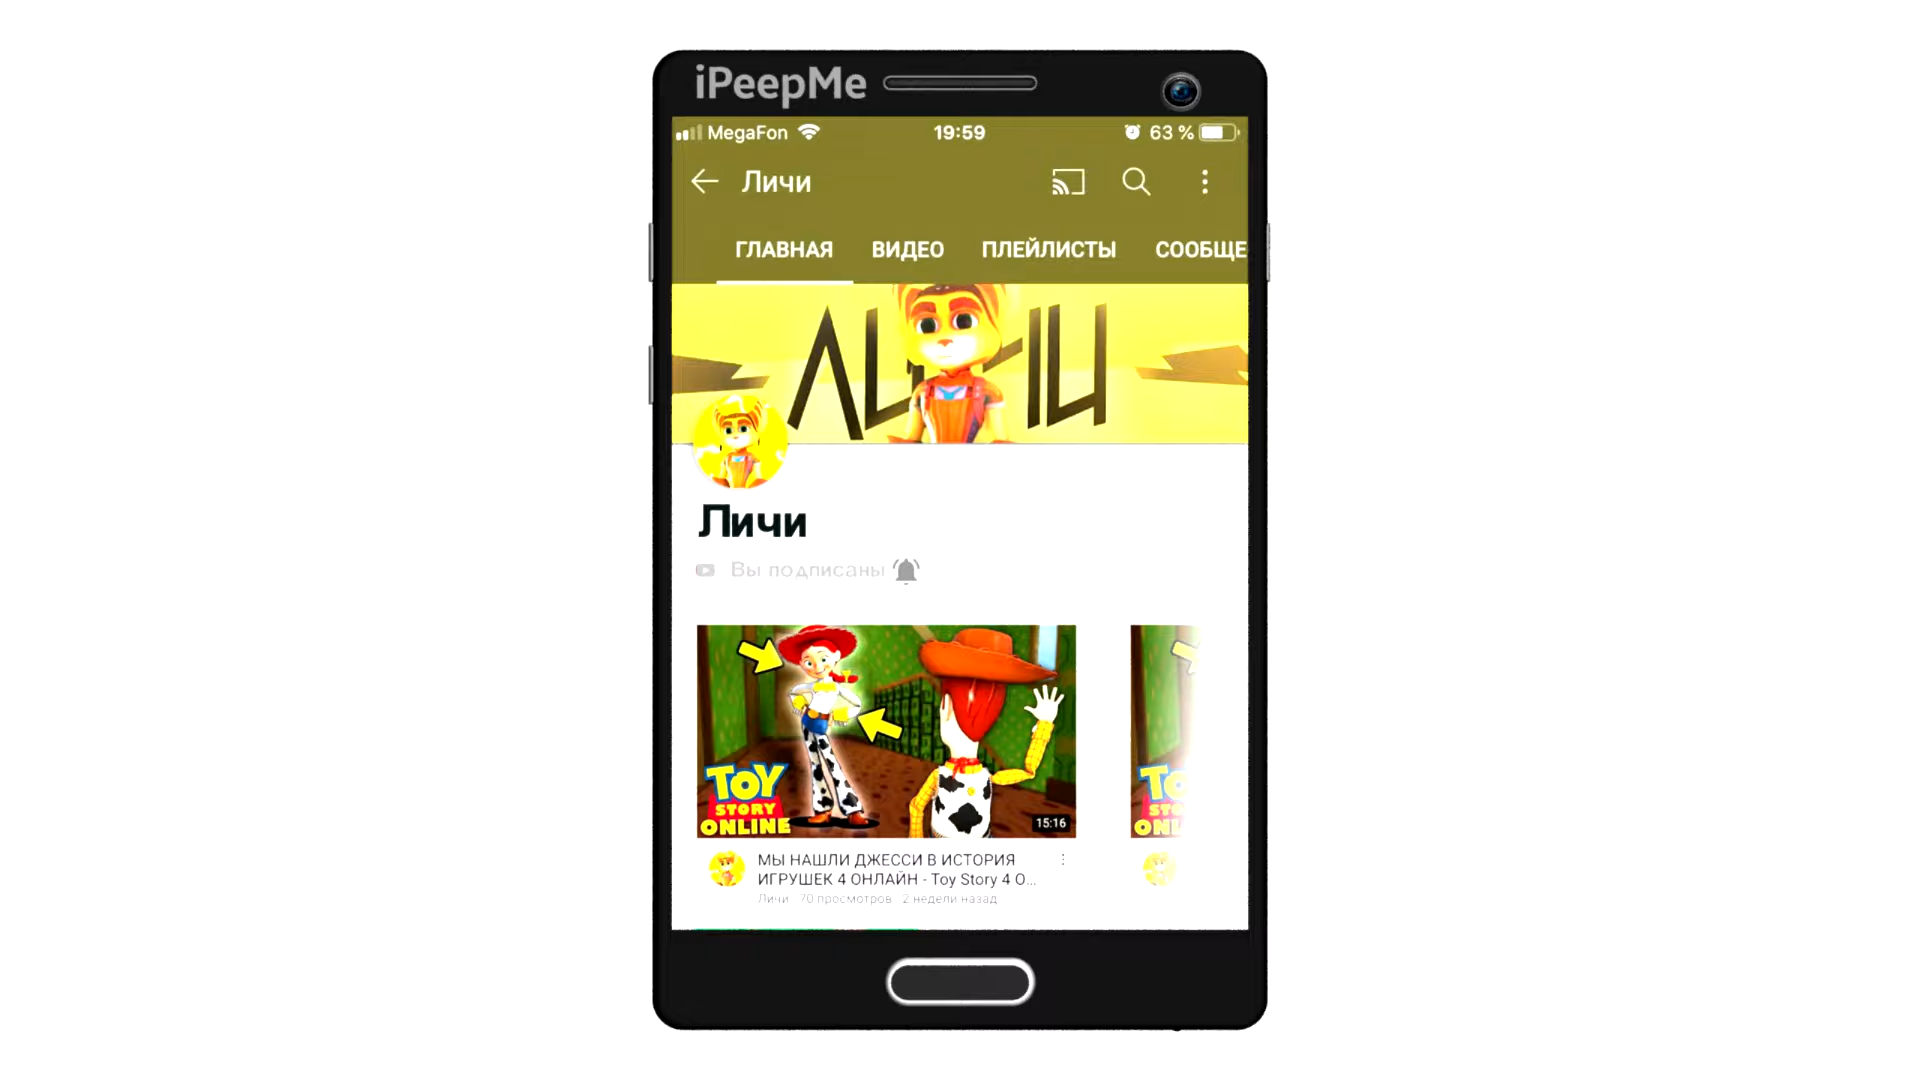 iPeepMe
MegaFon 19:59 63 %
Личи
ГЛАВНАЯ ВИДЕО ПЛЕЙЛИСТЫ СООБЩЕ
Личи
Вы подписаны
TOY
STORY
ONLINE
15:16
МЫ НАШЛИ ДЖЕССИ В ИСТОРИЯ
ИГРУШЕК 4 ОНЛАЙН - Toy Story 4 O...
Личи 70 просмотров 2 недели назад